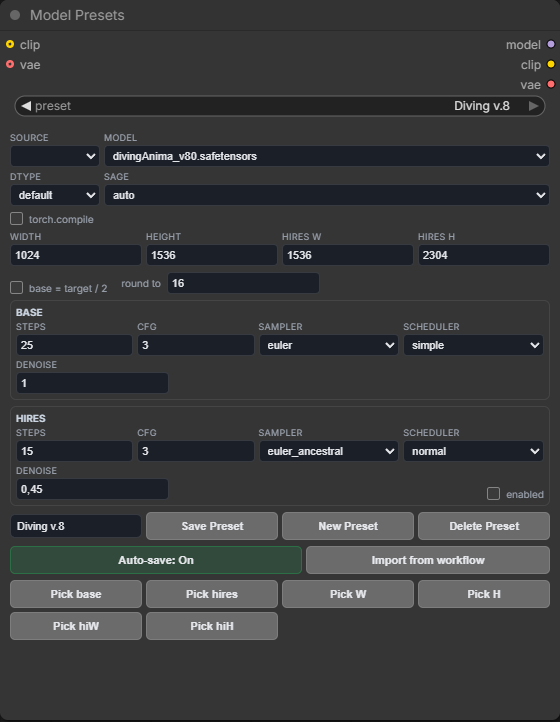 Model Presets
clip model
vae clip
vae
preset Diving v.8
SOURCE MODEL
divingAnima_v80.safetensors
DTYPE SAGE
default auto
torch.compile
WIDTH HEIGHT HIRES W HIRES H
1024 1536 1536 2304
base = target / 2 round to 16
BASE
STEPS CFG SAMPLER SCHEDULER
25 3 euler simple
DENOISE
1
HIRES
STEPS CFG SAMPLER SCHEDULER
15 3 euler_ancestral normal
DENOISE
0,45 enabled
Diving v.8 Save Preset New Preset Delete Preset
Auto-save: On Import from workflow
Pick base Pick hires Pick W Pick H
Pick hiW Pick hiH